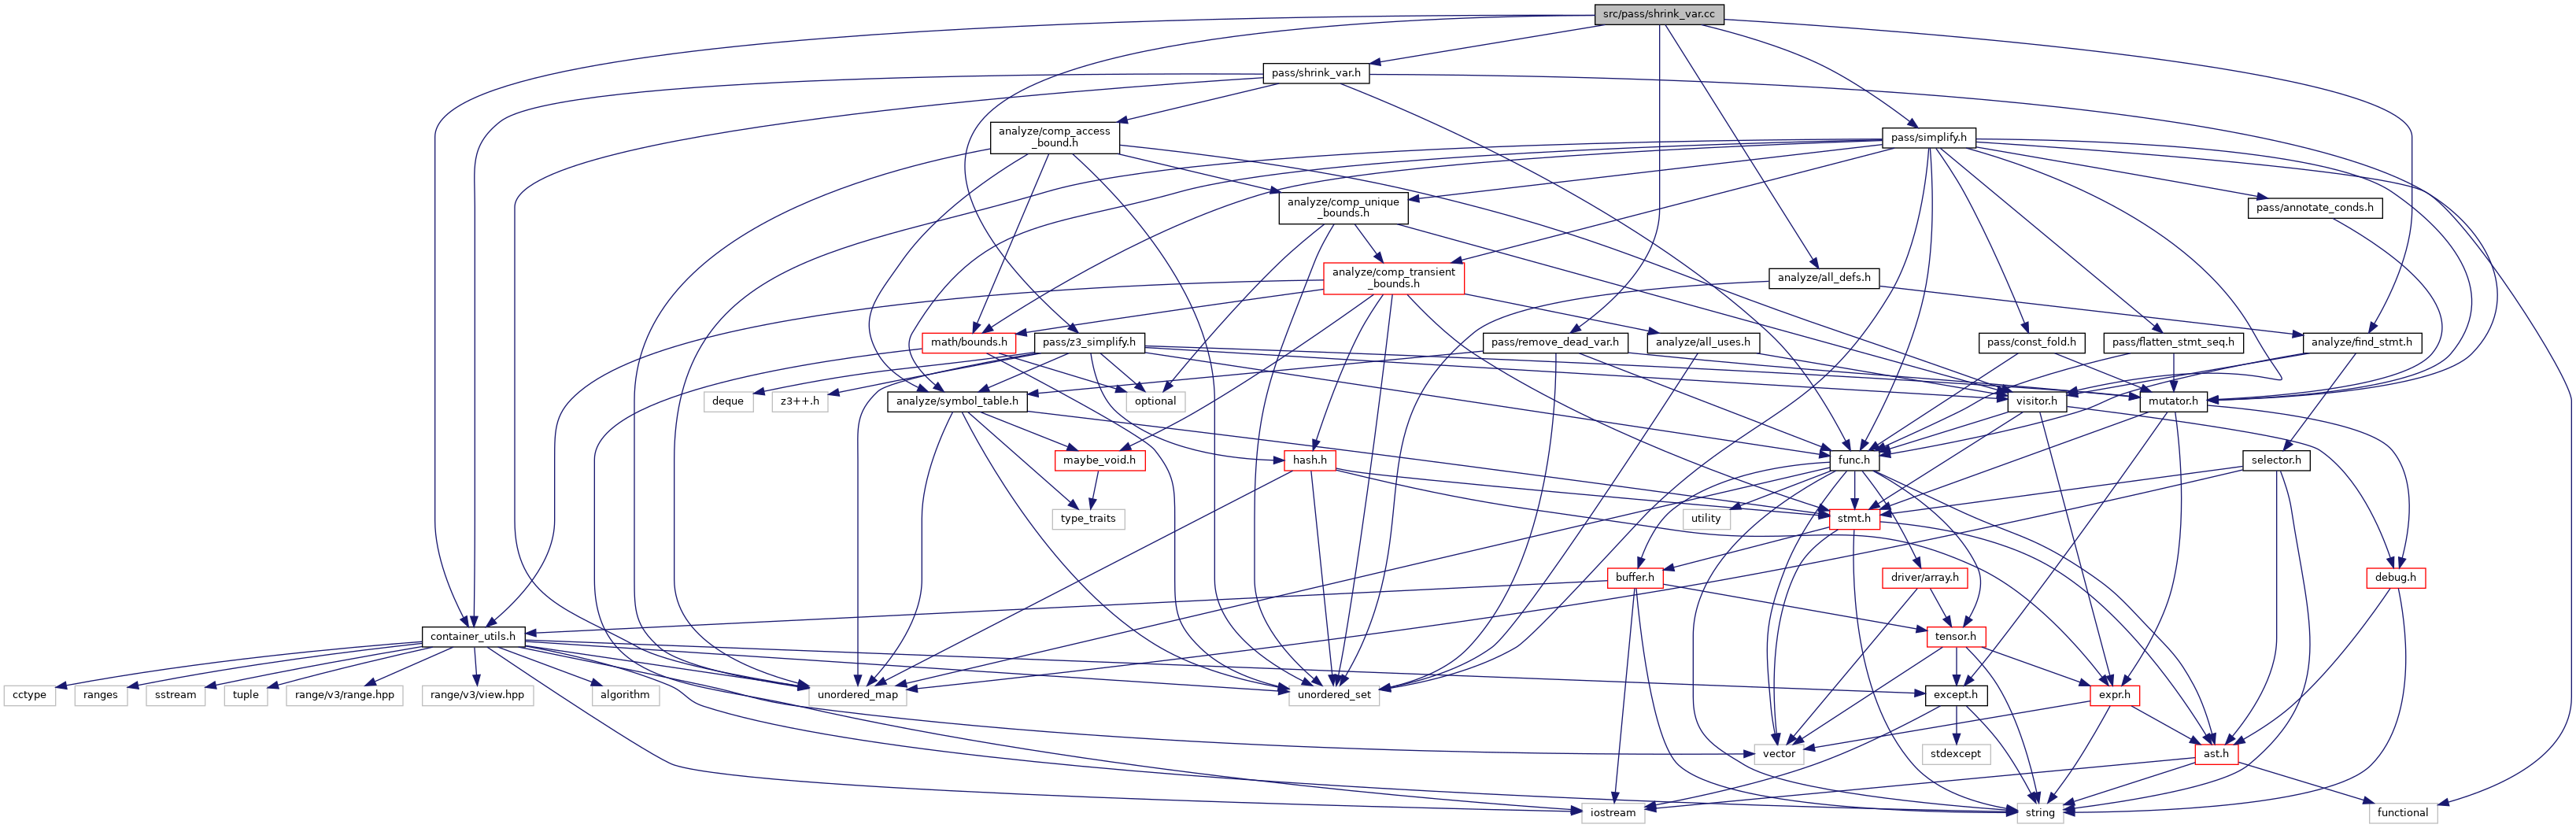 src/pass/shrink_var.cc
pass/shrink_var.h
analyze/comp_access
_bound.h
pass/simplify.h
analyze/comp_unique
_bounds.h
pass/annotate_conds.h
analyze/comp_transient
_bounds.h
analyze/all_defs.h
math/bounds.h
pass/z3_simplify.h
pass/remove_dead_var.h
analyze/all_uses.h
pass/const_fold.h
pass/flatten_stmt_seq.h
analyze/find_stmt.h
deque
z3++.h
analyze/symbol_table.h
optional
visitor.h
mutator.h
maybe_void.h
hash.h
func.h
selector.h
type_traits
utility
stmt.h
buffer.h
driver/array.h
debug.h
container_utils.h
tensor.h
cctype
ranges
sstream
tuple
range/v3/range.hpp
range/v3/view.hpp
algorithm
unordered_map
unordered_set
except.h
expr.h
vector
stdexcept
ast.h
iostream
string
functional